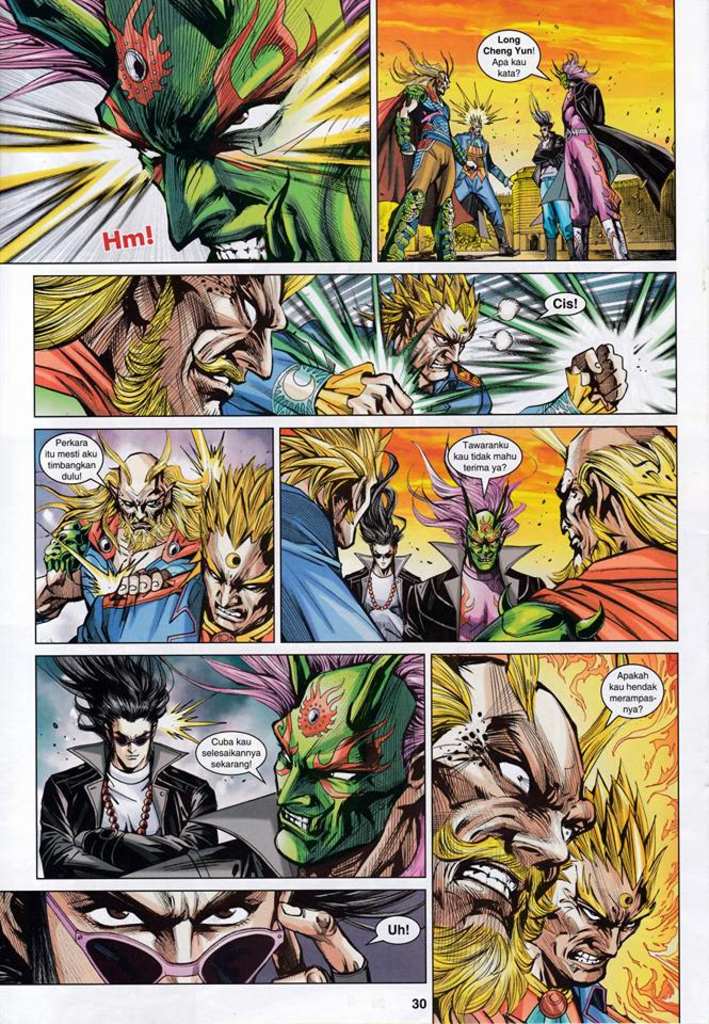 Hm!
Long
Cheng Yun!
Apa kau
kata?
Cis!
Perkara
itu mesti aku
timbangkan
dulu!
Tawaranku
kau tidak mahu
terima ya?
Cuba kau
selesaikannya
sekarang!
Apakah
kau hendak
merampas-
nya?
Uh!
30